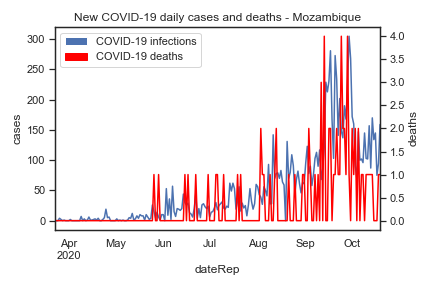 New COVID-19 daily cases and deaths - Mozambique
COVID-19 infections
COVID-19 deaths
300
250
200
150
100
50
0
cases
4.0
3.5
3.0
2.5
2.0
1.5
1.0
0.5
0.0
deaths
Apr May Jun Jul Aug Sep Oct
2020
dateRep